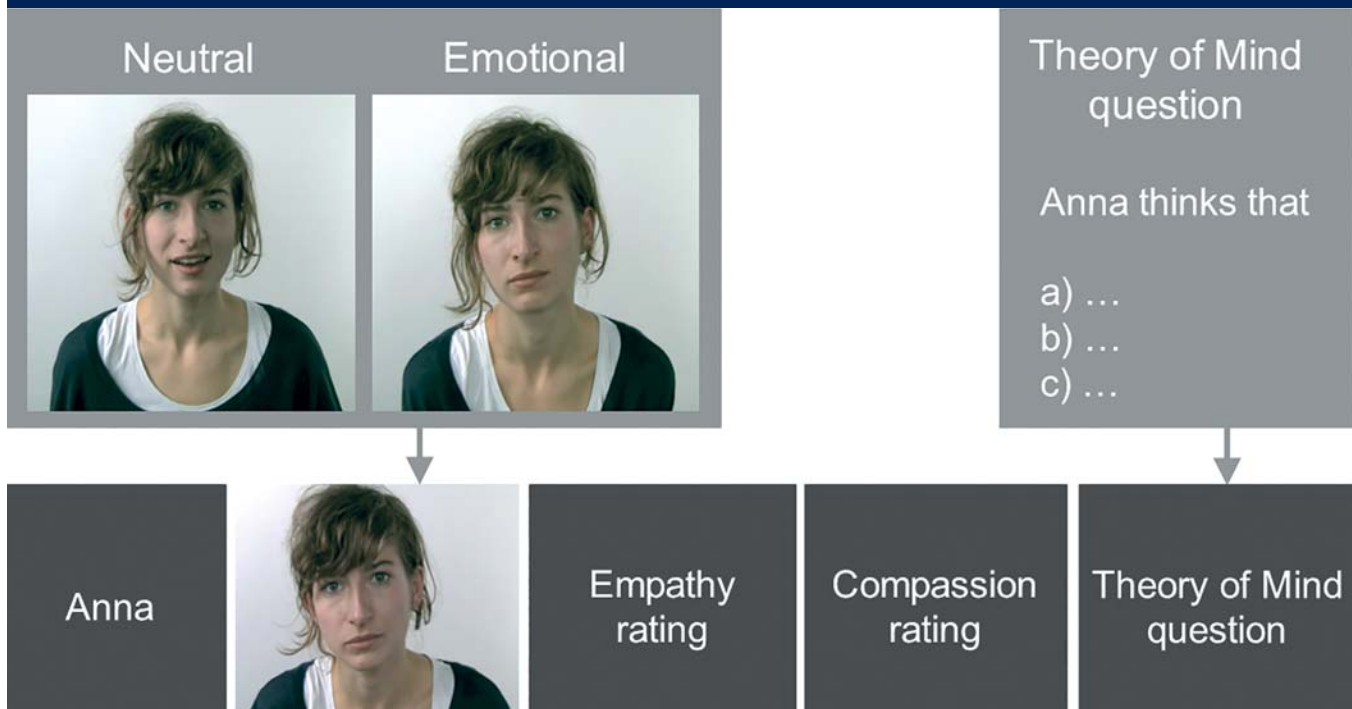 Neutral
Emotional
Theory of Mind
question
Anna thinks that
a) ...
b) ...
c) ...
Anna
Empathy
rating
Compassion
rating
Theory of Mind
question